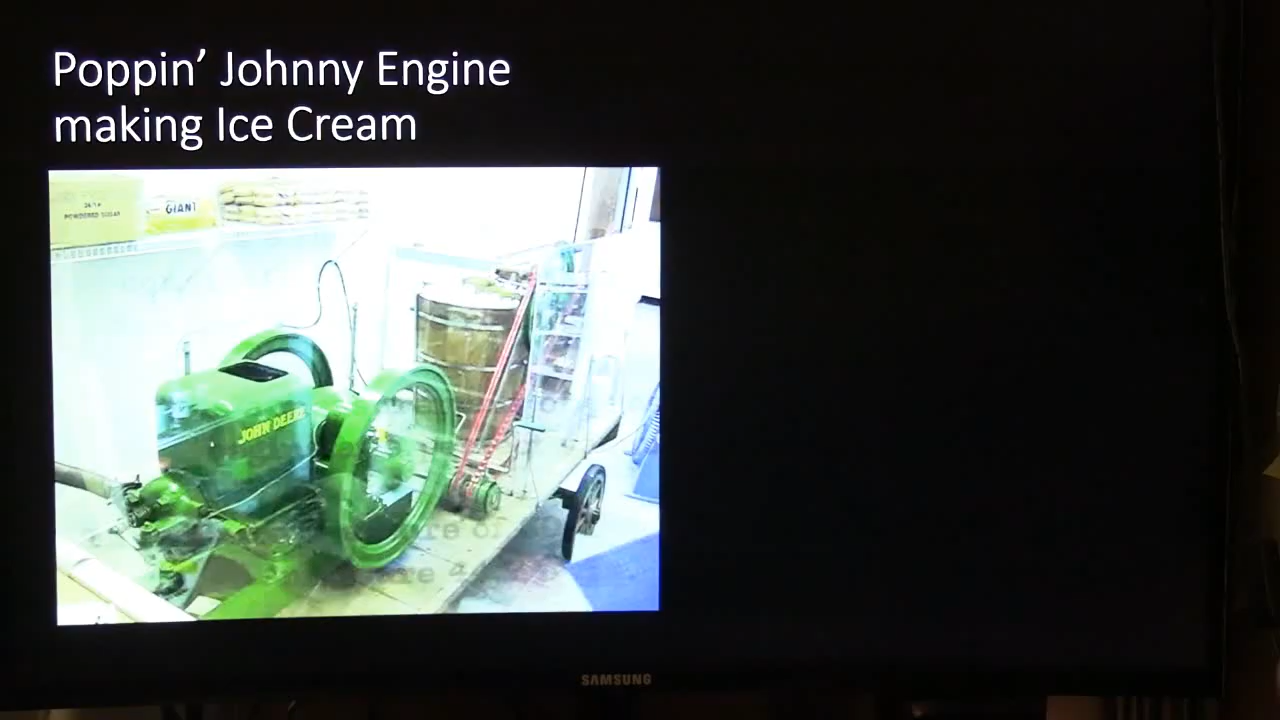 Poppin’ Johnny Engine
making Ice Cream
POWDERED SUGAR
GIANT
JOHN DEERE
SAMSUNG